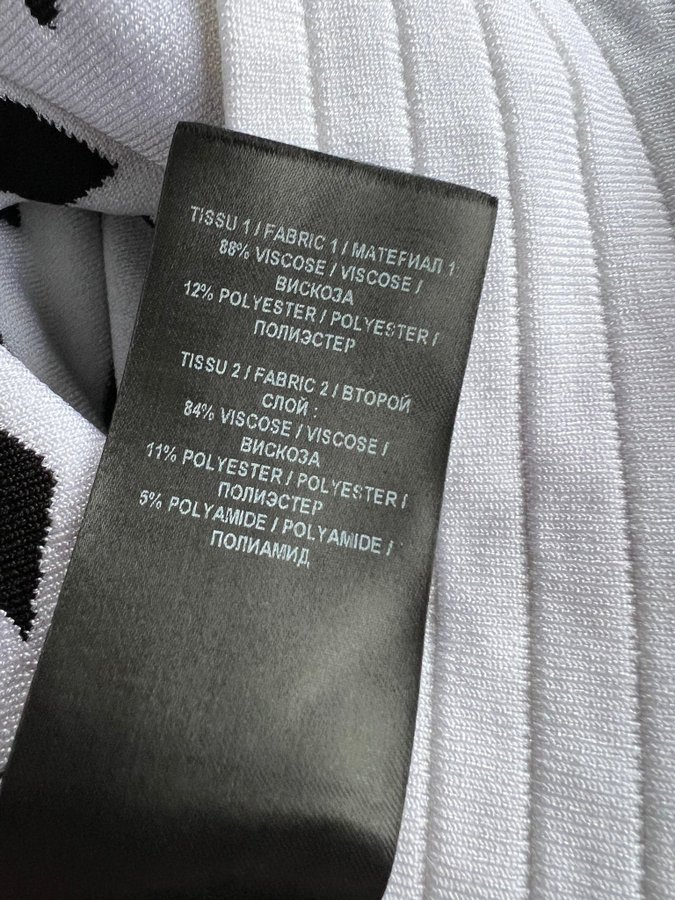 TISSU 1 / FABRIC 1 / МАТЕРИАЛ 1
88% VISCOSE / VISCOSE /
ВИСКОЗА
12% POLYESTER / POLYESTER /
ПОЛИЭСТЕР
TISSU 2 / FABRIC 2 / ВТОРОЙ
СЛОЙ :
84% VISCOSE / VISCOSE /
ВИСКОЗА
11% POLYESTER / POLYESTER /
ПОЛИЭСТЕР
5% POLYAMIDE / POLYAMIDE /
ПОЛИАМИД